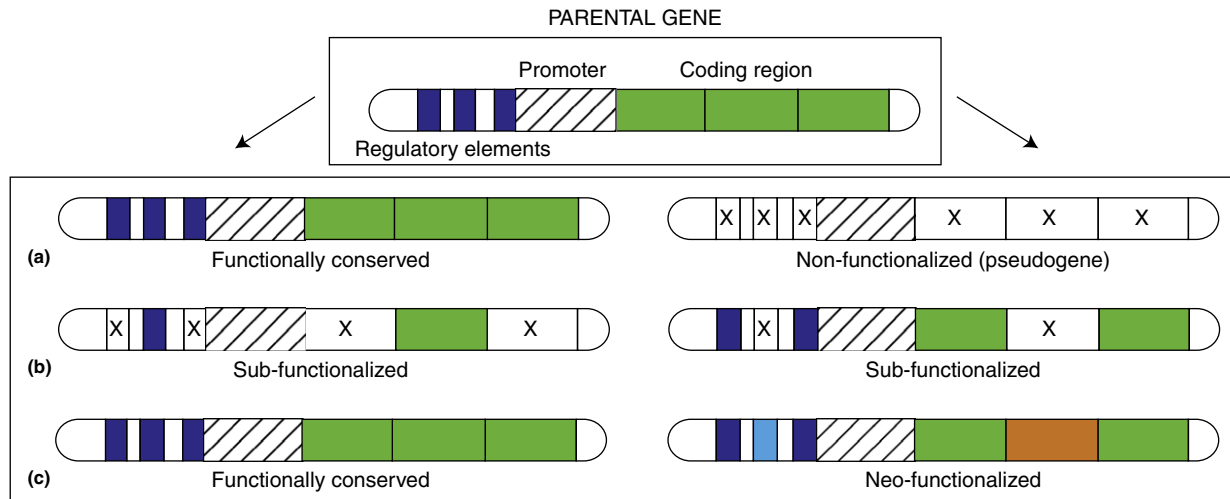 PARENTAL GENE
Promoter Coding region
Regulatory elements
X X X X X X
(a) Functionally conserved Non-functionalized (pseudogene)
X X X X X X
(b) Sub-functionalized Sub-functionalized
(c) Functionally conserved Neo-functionalized